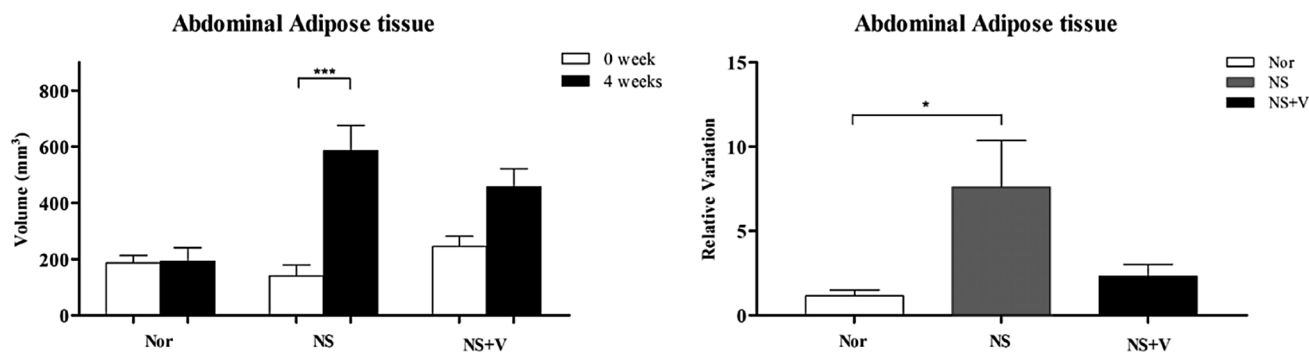 Abdominal Adipose tissue
0 week
4 weeks
***
Volume (mm³)
800
600
400
200
0
Nor
NS
NS+V
Abdominal Adipose tissue
Nor
NS
NS+V
*
Relative Variation
15
10
5
0
Nor
NS
NS+V